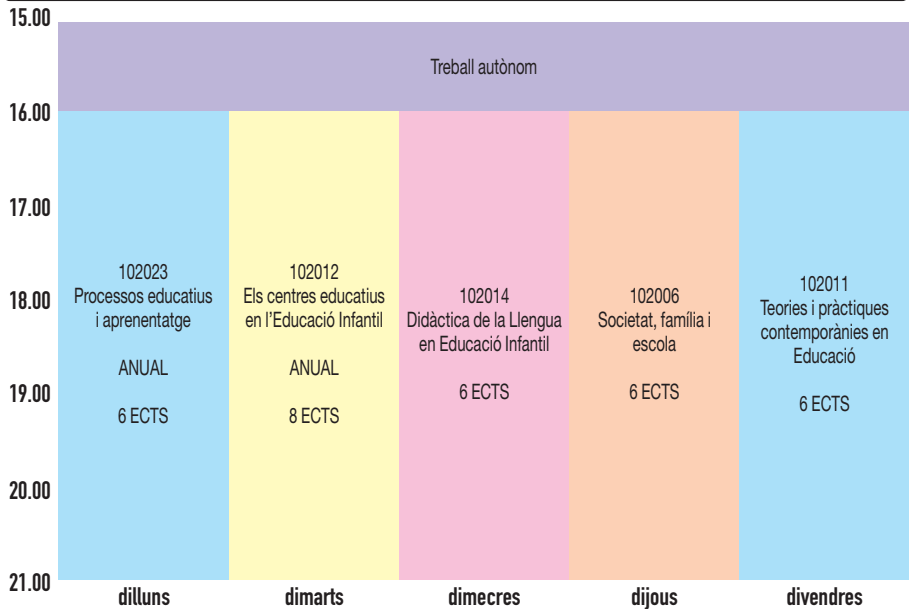 15.00
Treball autònom
16.00
17.00
18.00
19.00
20.00
21.00
102023
Processos educatius
i aprenentatge
ANUAL
6 ECTS
102012
Els centres educatius
en l'Educació Infantil
ANUAL
8 ECTS
102014
Didàctica de la Llengua
en Educació Infantil
6 ECTS
102006
Societat, família i
escola
6 ECTS
102011
Teories i pràctiques
contemporànies en
Educació
6 ECTS
dilluns
dimarts
dimecres
dijous
divendres